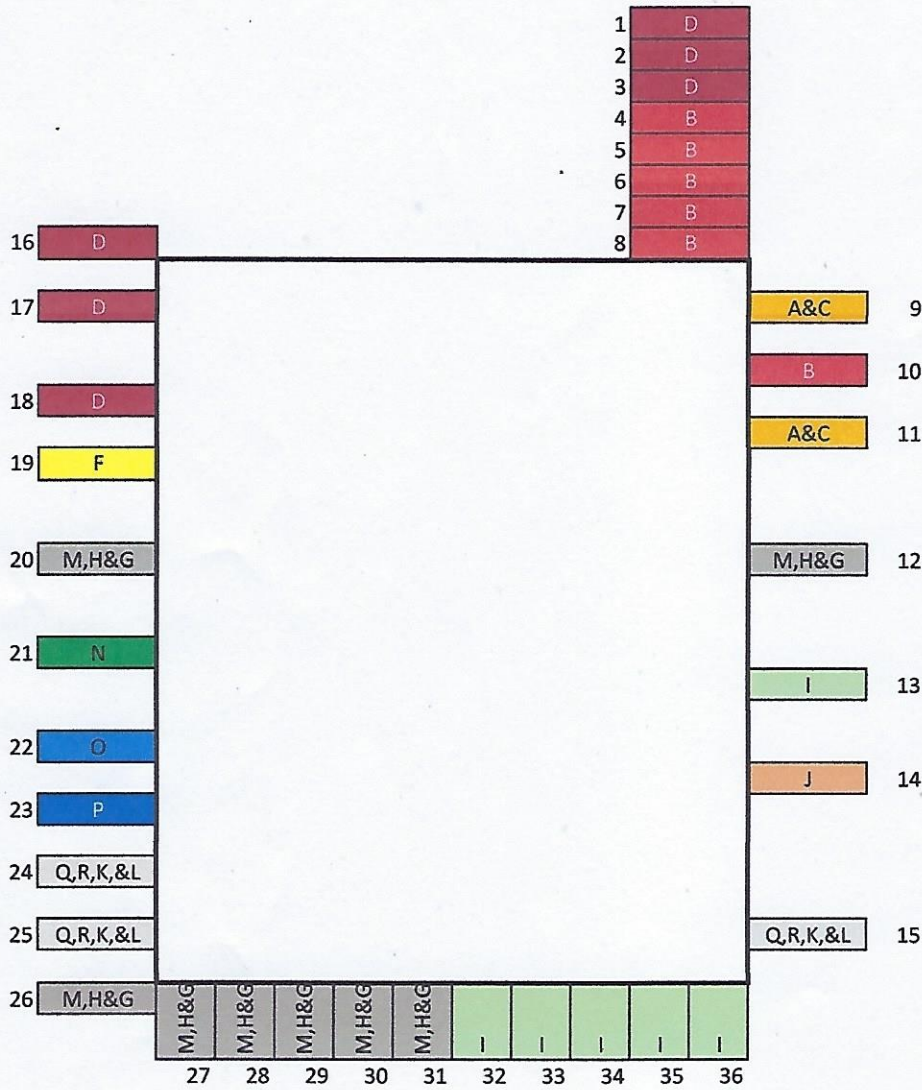 1 D
2 D
3 D
4 B
5 B
6 B
7 B
8 B
16 D
17 D
A&C 9
B 10
18 D
A&C 11
19 F
20 M,H&G
M,H&G 12
21 N
I 13
22 O
J 14
23 P
24 Q,R,K,&L
25 Q,R,K,&L
Q,R,K,&L 15
26 M,H&G
M,H&G M,H&G M,H&G M,H&G M,H&G I I I I I
27 28 29 30 31 32 33 34 35 36